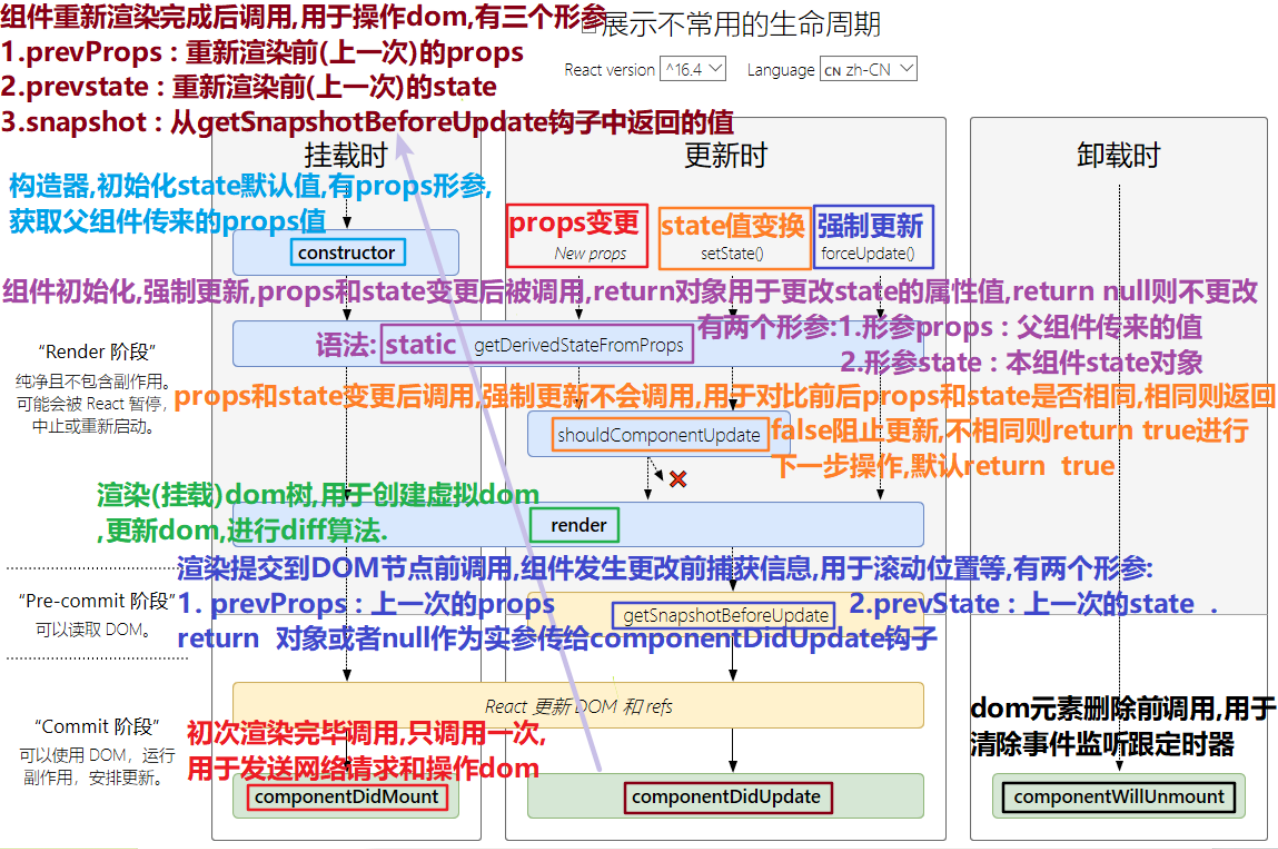 组件重新渲染完成后调用,用于操作dom,有三个形参
展示不常用的生命周期
1.prevProps : 重新渲染前(上一次)的props
React version ^16.4 Language CN zh-CN
2.prevstate : 重新渲染前(上一次)的state
3.snapshot : 从getSnapshotBeforeUpdate钩子中返回的值
挂载时 更新时 卸载时
构造器,初始化state默认值,有props形参,
获取父组件传来的props值
props变更 state值变换 强制更新
New props setState() forceUpdate()
constructor
组件初始化,强制更新,props和state变更后被调用,return对象用于更改state的属性值,return null则不更改
有两个形参:1.形参props : 父组件传来的值
语法: static getDerivedStateFromProps
2.形参state : 本组件state对象
“Render 阶段”
纯净且不包含副作用。
可能会被 React 暂停,
中止或重新启动。
props和state变更后调用,强制更新不会调用,用于对比前后props和state是否相同,相同则返回
shouldComponentUpdate
false阻止更新,不相同则return true进行
下一步操作,默认return true
渲染(挂载)dom树,用于创建虚拟dom
,更新dom,进行diff算法.
render
渲染提交到DOM节点前调用,组件发生更改前捕获信息,用于滚动位置等,有两个形参:
“Pre-commit 阶段”
可以读取 DOM。
1. prevProps : 上一次的props 2.prevState : 上一次的state .
getSnapshotBeforeUpdate
return 对象或者null作为实参传给componentDidUpdate钩子
React 更新 DOM 和 refs
“Commit 阶段”
可以使用 DOM，运行
副作用，安排更新。
初次渲染完毕调用,只调用一次,
用于发送网络请求和操作dom
dom元素删除前调用,用于
清除事件监听跟定时器
componentDidMount componentDidUpdate componentWillUnmount